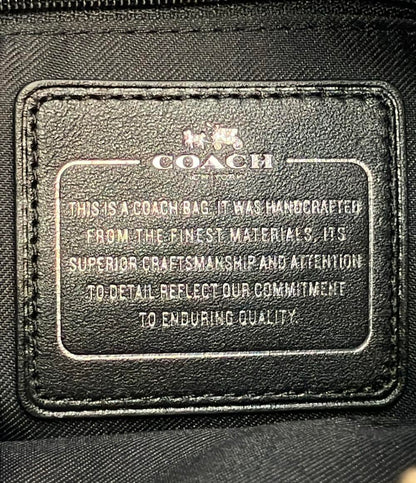 COACH
THIS IS A COACH BAG. IT WAS HANDCRAFTED
FROM THE FINEST MATERIALS, ITS
SUPERIOR CRAFTSMANSHIP AND ATTENTION
TO DETAIL REFLECT OUR COMMITMENT
TO ENDURING QUALITY.